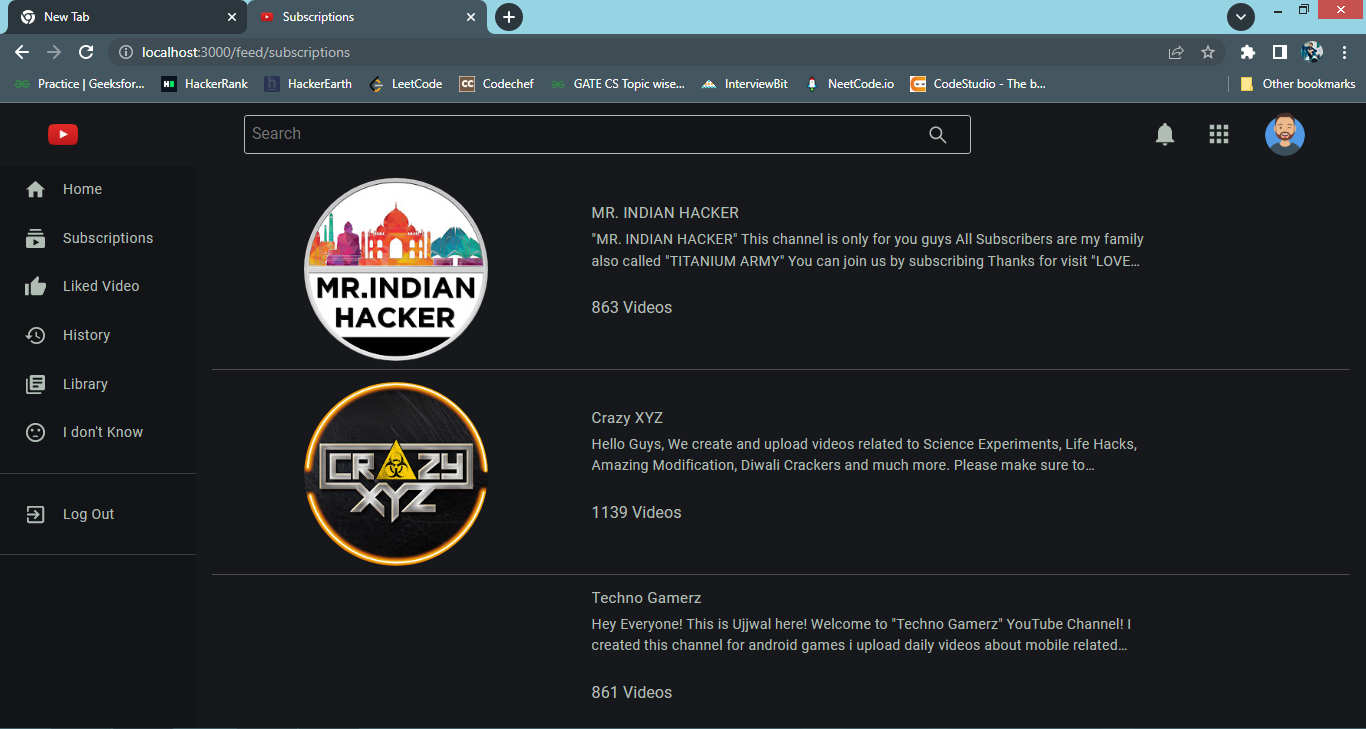 New Tab
Subscriptions
localhost:3000/feed/subscriptions
Practice | Geeksfor...
HackerRank
HackerEarth
LeetCode
Codechef
GATE CS Topic wise...
InterviewBit
NeetCode.io
CodeStudio - The b...
Other bookmarks
Search
Home
Subscriptions
Liked Video
History
Library
I don't Know
Log Out
MR.INDIAN
HACKER
MR. INDIAN HACKER
"MR. INDIAN HACKER" This channel is only for you guys All Subscribers are my family
also called "TITANIUM ARMY" You can join us by subscribing Thanks for visit "LOVE…
863 Videos
CRAZY
XYZ
Crazy XYZ
Hello Guys, We create and upload videos related to Science Experiments, Life Hacks,
Amazing Modification, Diwali Crackers and much more. Please make sure to…
1139 Videos
Techno Gamerz
Hey Everyone! This is Ujjwal here! Welcome to "Techno Gamerz" YouTube Channel! I
created this channel for android games i upload daily videos about mobile related…
861 Videos